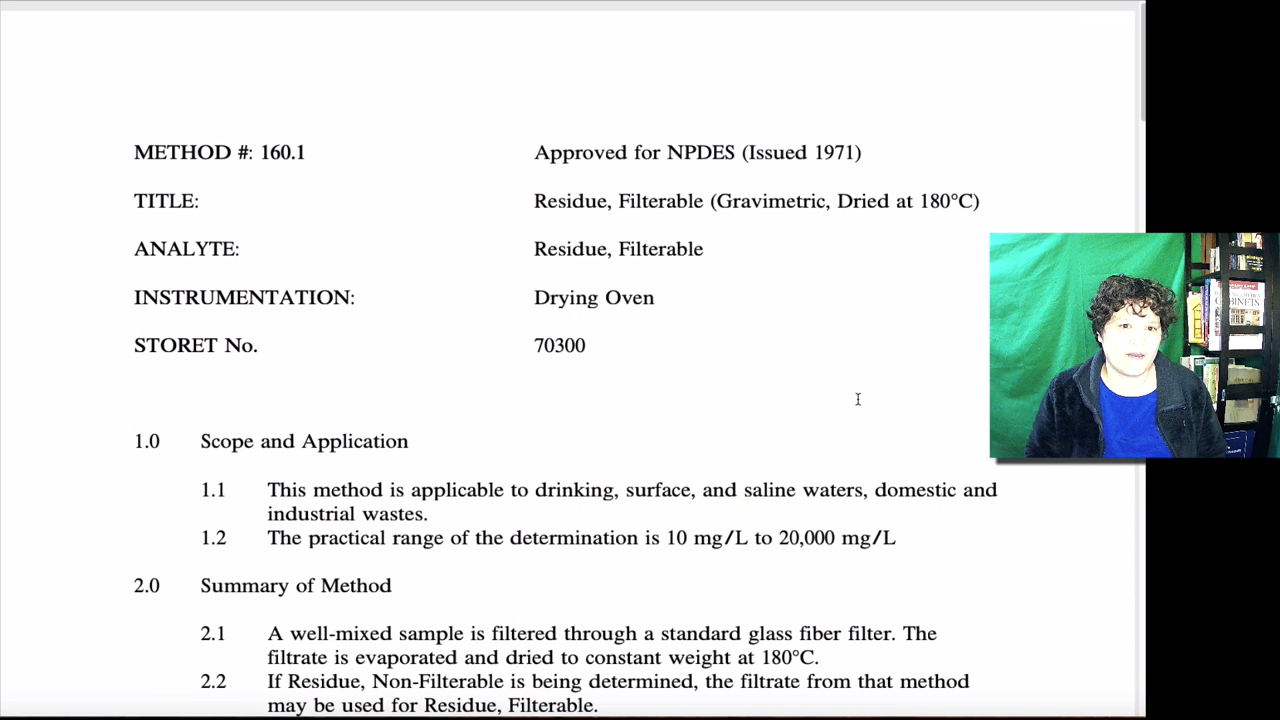 METHOD #: 160.1 Approved for NPDES (Issued 1971)
TITLE: Residue, Filterable (Gravimetric, Dried at 180°C)
ANALYTE: Residue, Filterable
INSTRUMENTATION: Drying Oven
STORET No. 70300
1.0 Scope and Application
1.1 This method is applicable to drinking, surface, and saline waters, domestic and
industrial wastes.
1.2 The practical range of the determination is 10 mg/L to 20,000 mg/L
2.0 Summary of Method
2.1 A well-mixed sample is filtered through a standard glass fiber filter. The
filtrate is evaporated and dried to constant weight at 180°C.
2.2 If Residue, Non-Filterable is being determined, the filtrate from that method
may be used for Residue, Filterable.